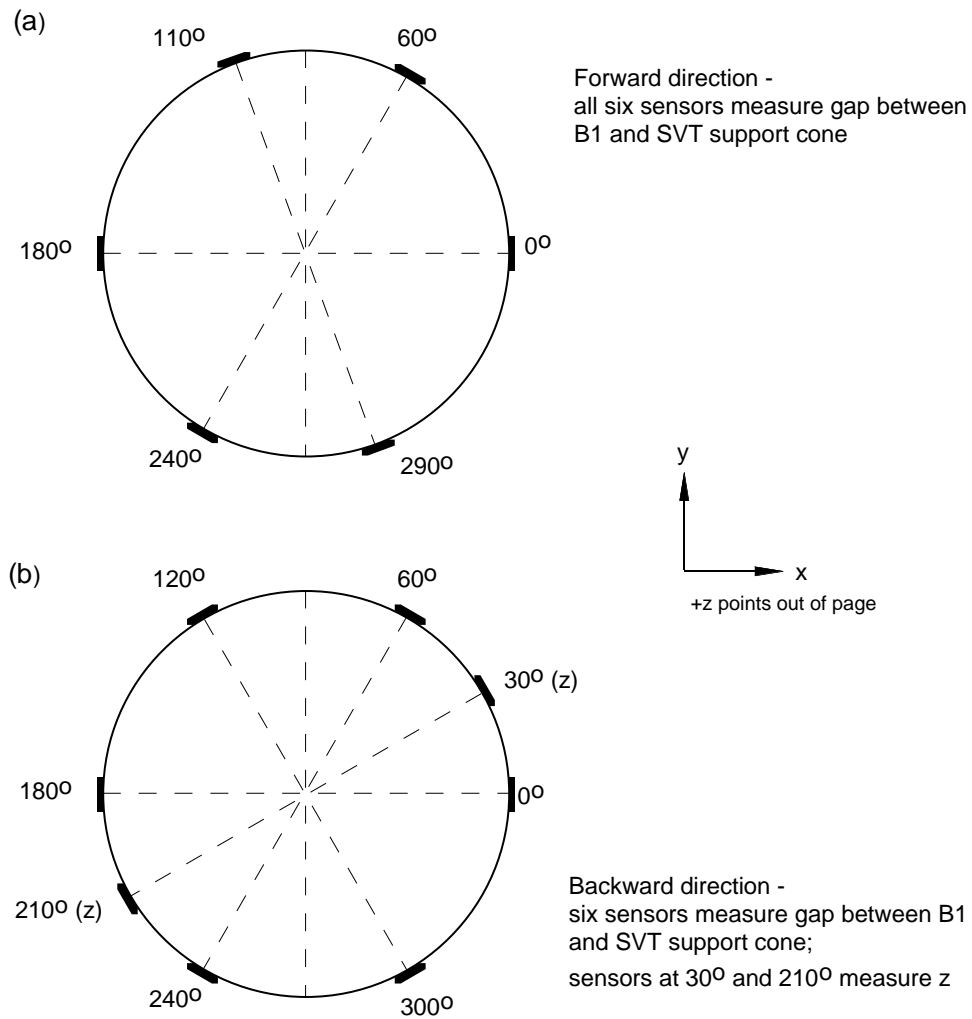 (a)
110º
60º
Forward direction -
all six sensors measure gap between
B1 and SVT support cone
180º
0º
240º
290º
y
x
+z points out of page
(b)
120º
60º
30º (z)
180º
0º
210º (z)
Backward direction -
six sensors measure gap between B1
and SVT support cone;
sensors at 30º and 210º measure z
240º
300º